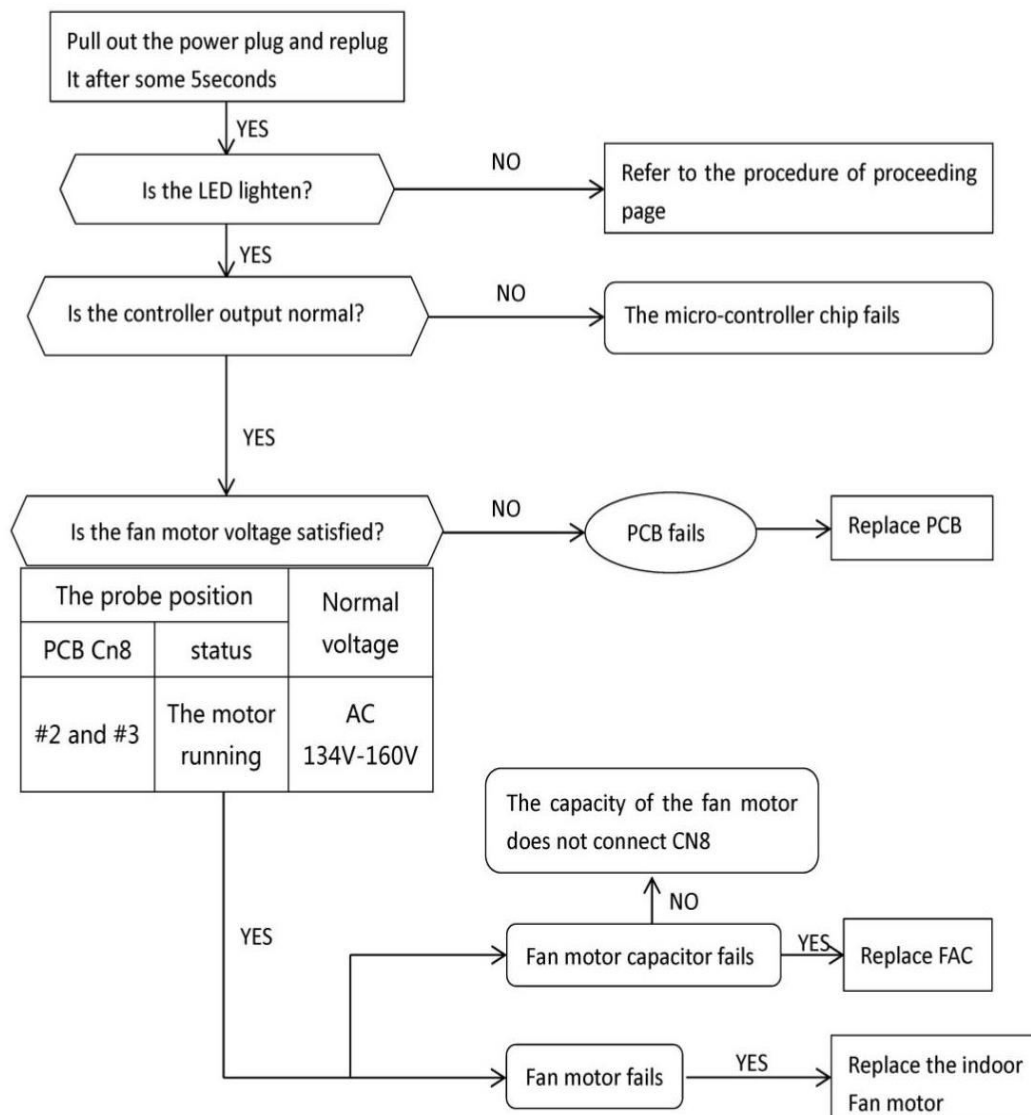 Pull out the power plug and replug
It after some 5seconds
YES
NO
Is the LED lighten?
Refer to the procedure of proceeding
page
YES
NO
Is the controller output normal?
The micro-controller chip fails
YES
NO
Is the fan motor voltage satisfied?
PCB fails
Replace PCB
The probe position
Normal
voltage
PCB Cn8
status
#2 and #3
The motor
running
AC
134V-160V
The capacity of the fan motor
does not connect CN8
NO
YES
Fan motor capacitor fails
YES
Replace FAC
Fan motor fails
YES
Replace the indoor
Fan motor